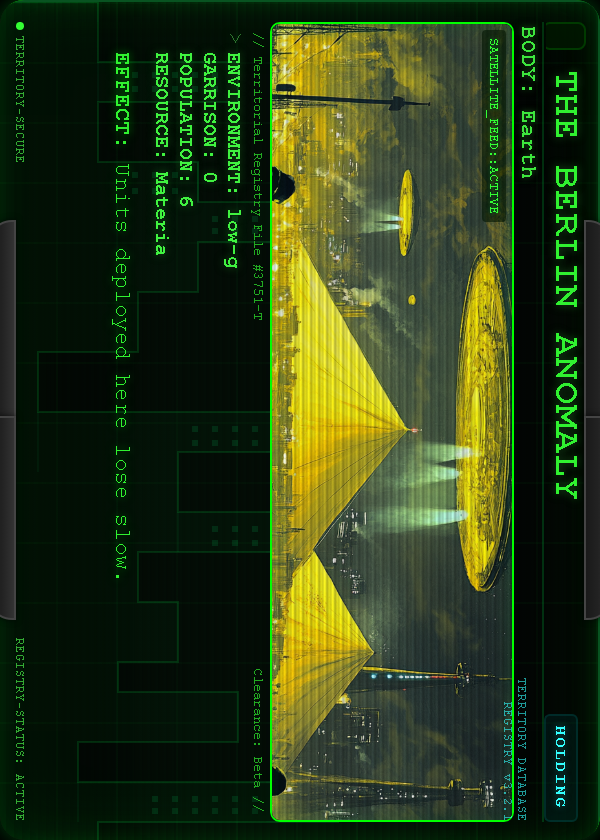 THE BERLIN ANOMALY
HOLDING
BODY: Earth
TERRITORY DATABASE
REGISTRY v3.2.1
SATELLITE_FEED::ACTIVE
// Territorial Registry File #3751-T
Clearance: Beta //
> ENVIRONMENT: low-g
GARRISON: 0
POPULATION: 6
RESOURCE: Materia
EFFECT: Units deployed here lose slow.
● TERRITORY-SECURE
REGISTRY-STATUS: ACTIVE